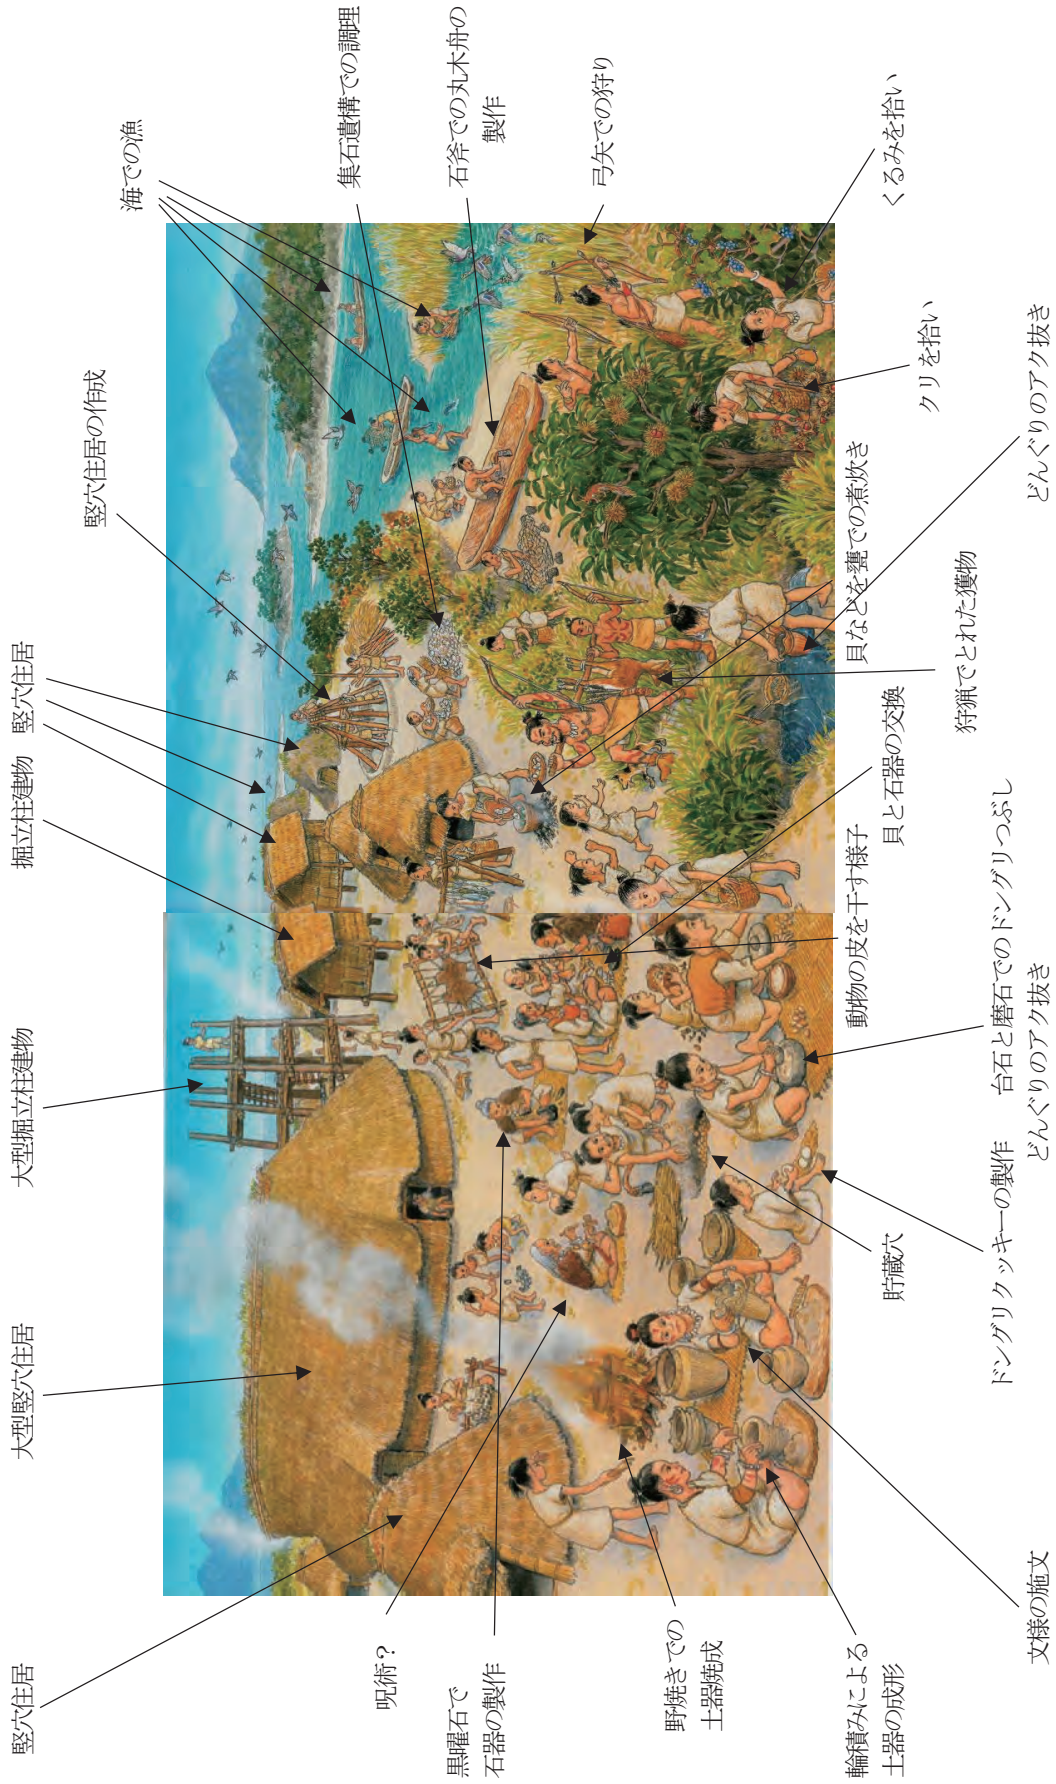 竪穴住居
大型竪穴住居
大型掘立柱建物
掘立柱建物
竪穴住居
竪穴住居の作成
海での漁
集石遺構での調理
石斧での丸木舟の
製作
弓矢での狩り
くるみを拾い
クリを拾い
どんぐりのアク抜き
貝などを甕での煮炊き
狩猟でとれた獲物
貝と石器の交換
動物の皮を干す様子
台石と磨石でのドングリつぶし
どんぐりのアク抜き
ドングリクッキーの製作
貯蔵穴
呪術？
黒曜石で
石器の製作
野焼きでの
土器焼成
輪積みによる
土器の成形
文様の施文